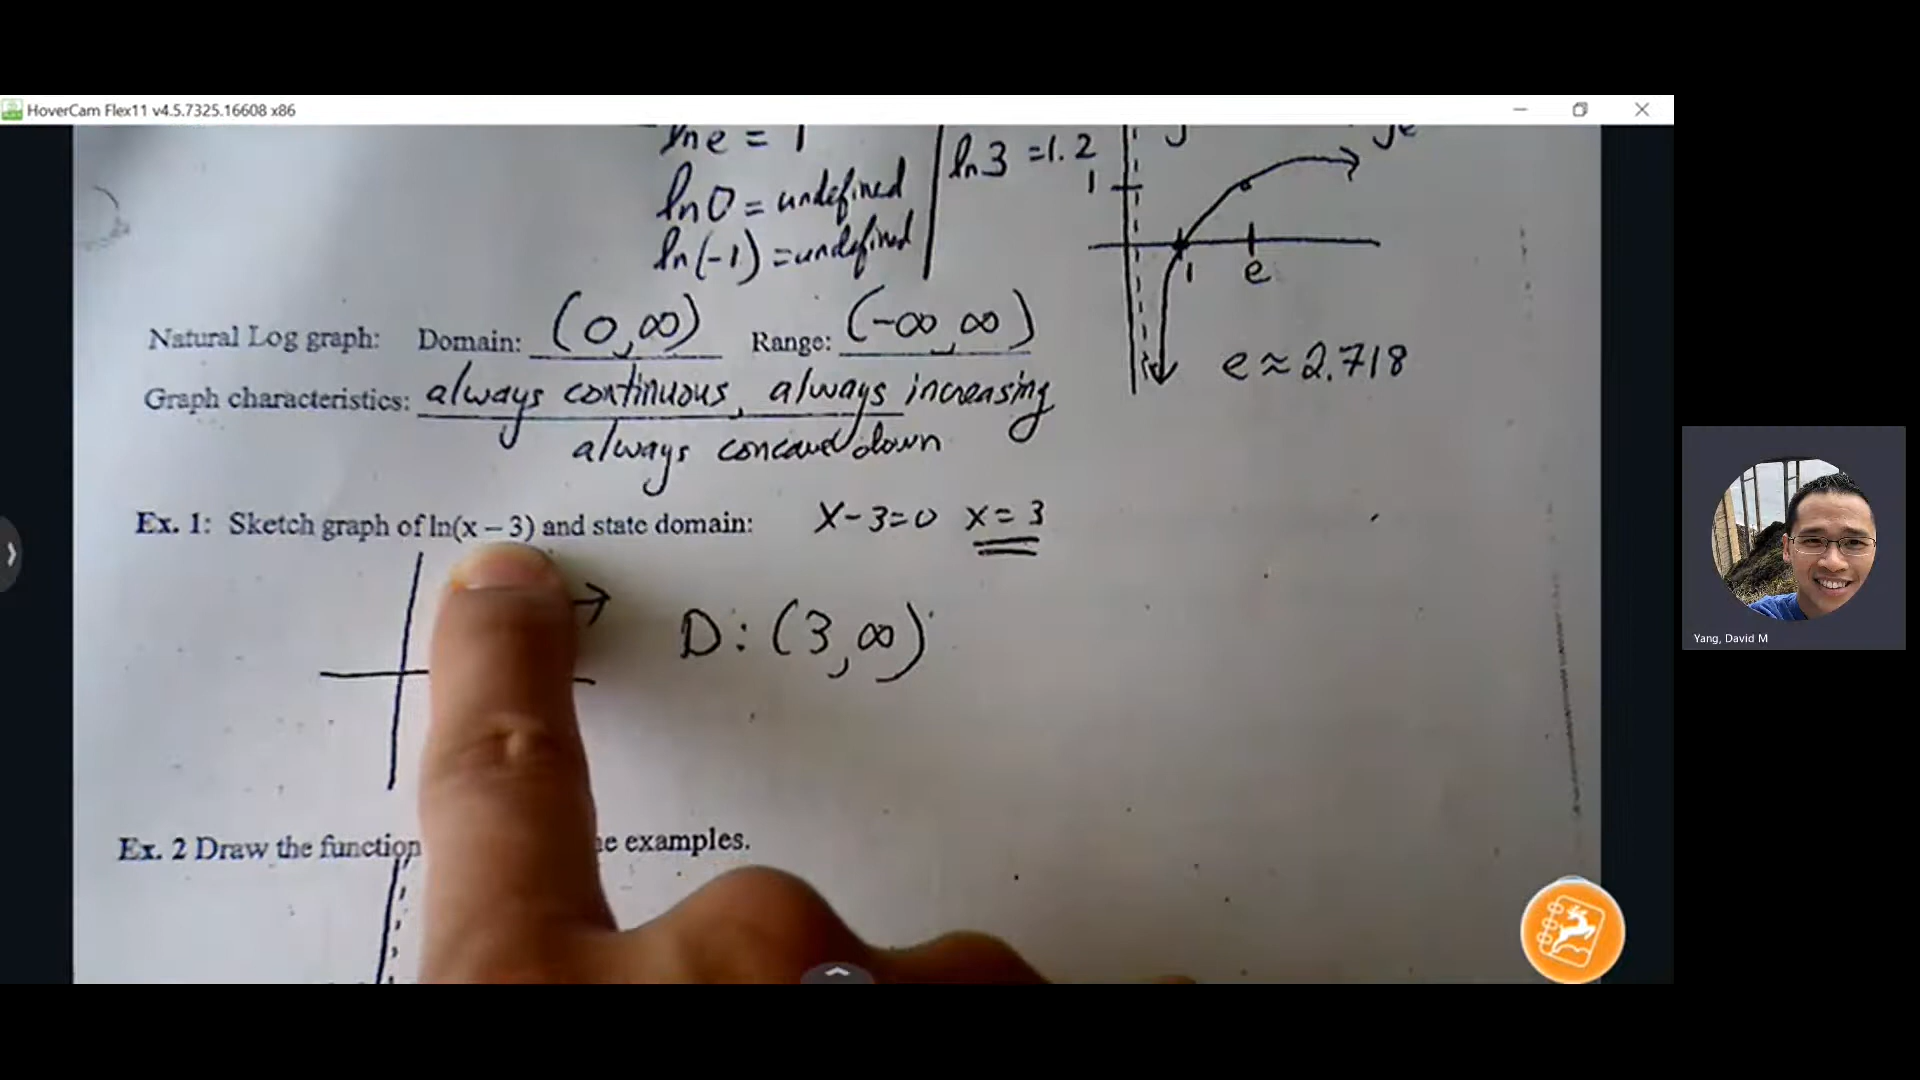 HoverCam Flex11 v4.5.7325.16608 x86
ln e = 1
ln 0 = undefined
ln(-1) = undefined
ln 3 = 1.2
1
1
e
e ≈ 2.718
Natural Log graph: Domain: (0, ∞) Range: (-∞, ∞)
Graph characteristics: always continuous, always increasing
always concave down
Ex. 1: Sketch graph of ln(x – 3) and state domain: x-3=0 x=3
D: (3, ∞)
Ex. 2 Draw the function examples.
Yang, David M